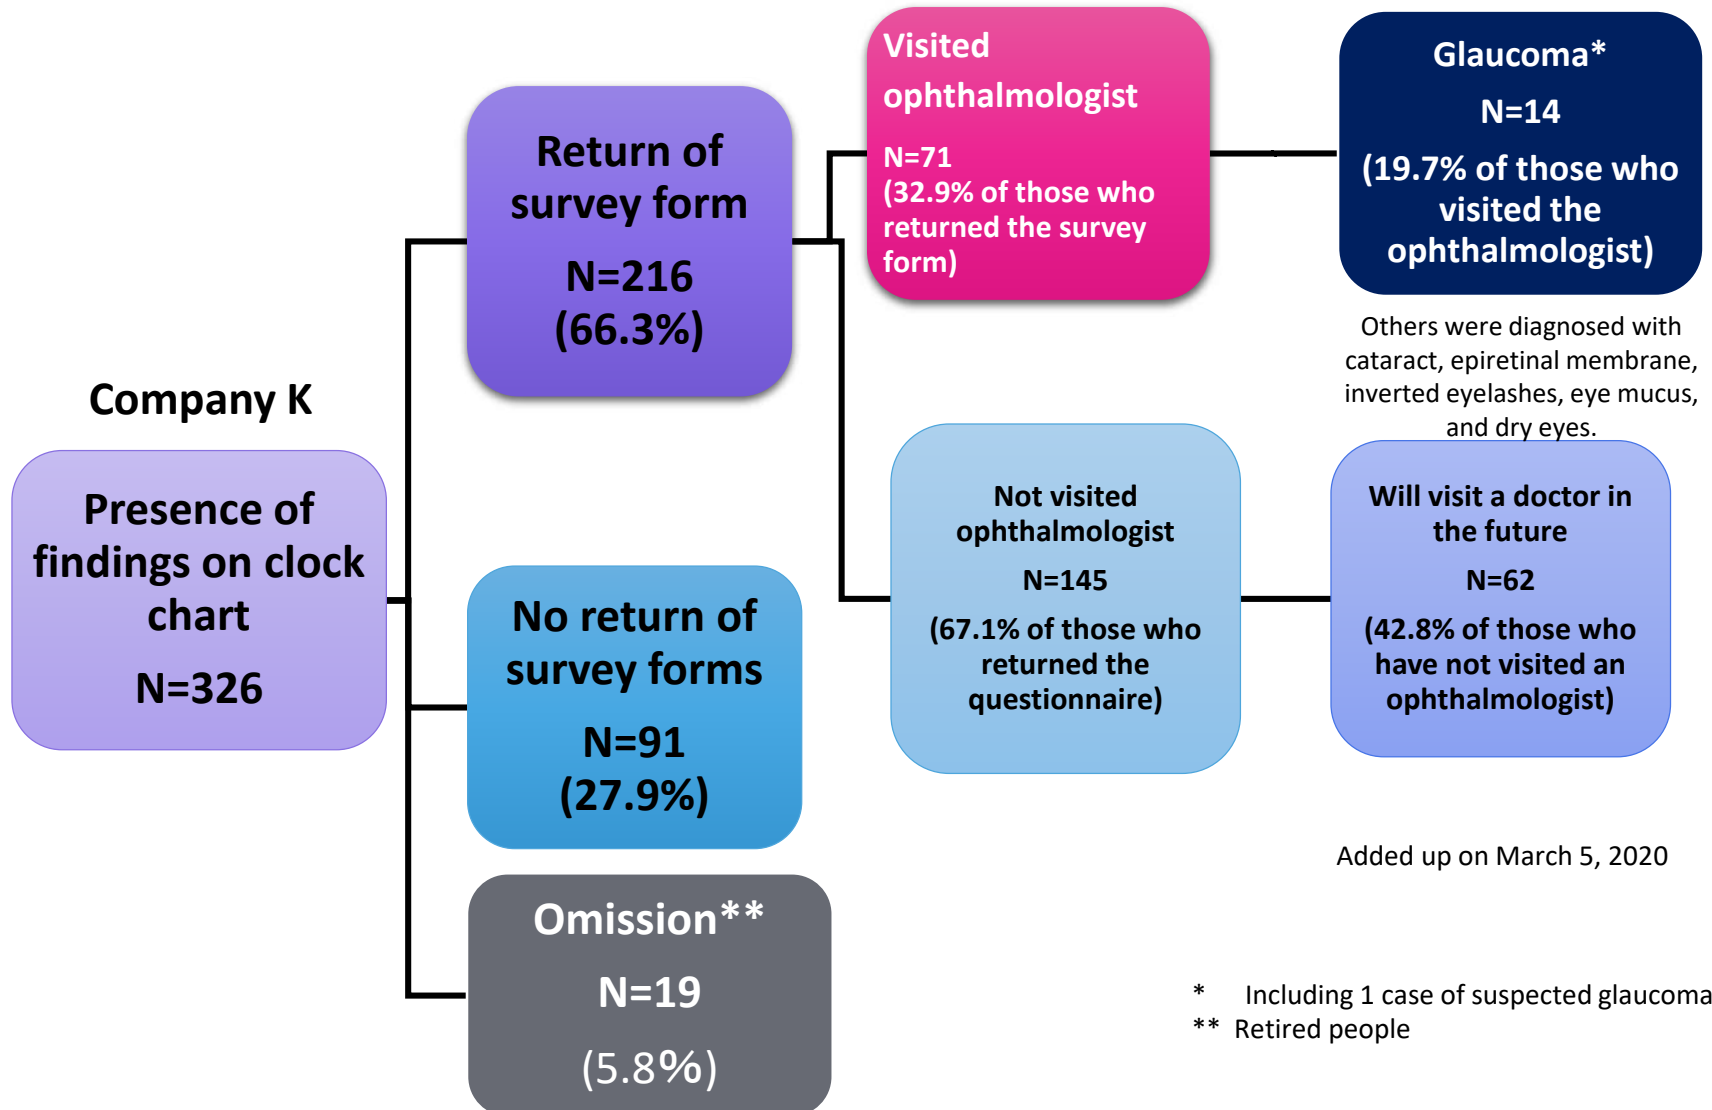 Company K
Presence of
findings on clock
chart
N=326
Return of
survey form
N=216
(66.3%)
No return of
survey forms
N=91
(27.9%)
Omission**
N=19
(5.8%)
Visited
ophthalmologist
N=71
(32.9% of those who
returned the survey
form)
Not visited
ophthalmologist
N=145
(67.1% of those who
returned the
questionnaire)
Glaucoma*
N=14
(19.7% of those who
visited the
ophthalmologist)
Others were diagnosed with
cataract, epiretinal membrane,
inverted eyelashes, eye mucus,
and dry eyes.
Will visit a doctor in
the future
N=62
(42.8% of those who
have not visited an
ophthalmologist)
Added up on March 5, 2020
* Including 1 case of suspected glaucoma
** Retired people